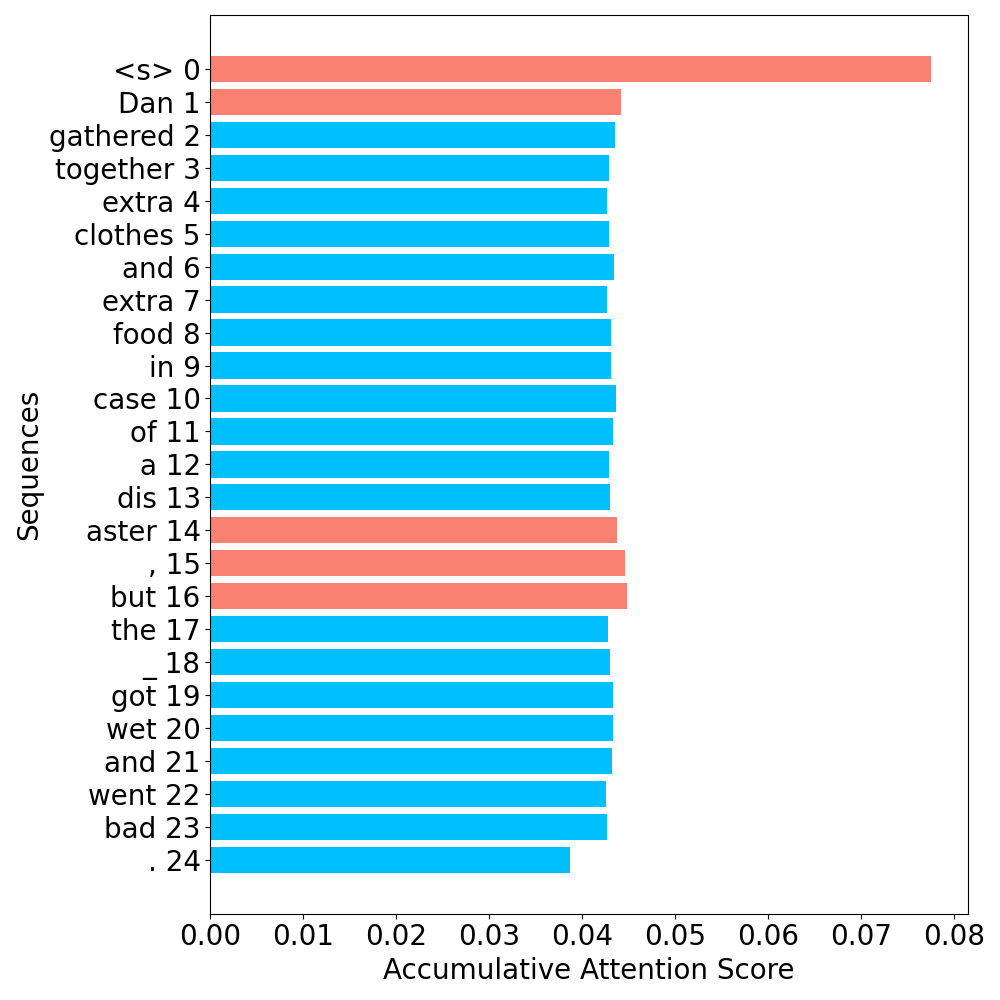 <s> 0
Dan 1
gathered 2
together 3
extra 4
clothes 5
and 6
extra 7
food 8
in 9
case 10
of 11
a 12
dis 13
aster 14
, 15
but 16
the 17
_ 18
got 19
wet 20
and 21
went 22
bad 23
. 24
Sequences
0.00 0.01 0.02 0.03 0.04 0.05 0.06 0.07 0.08
Accumulative Attention Score